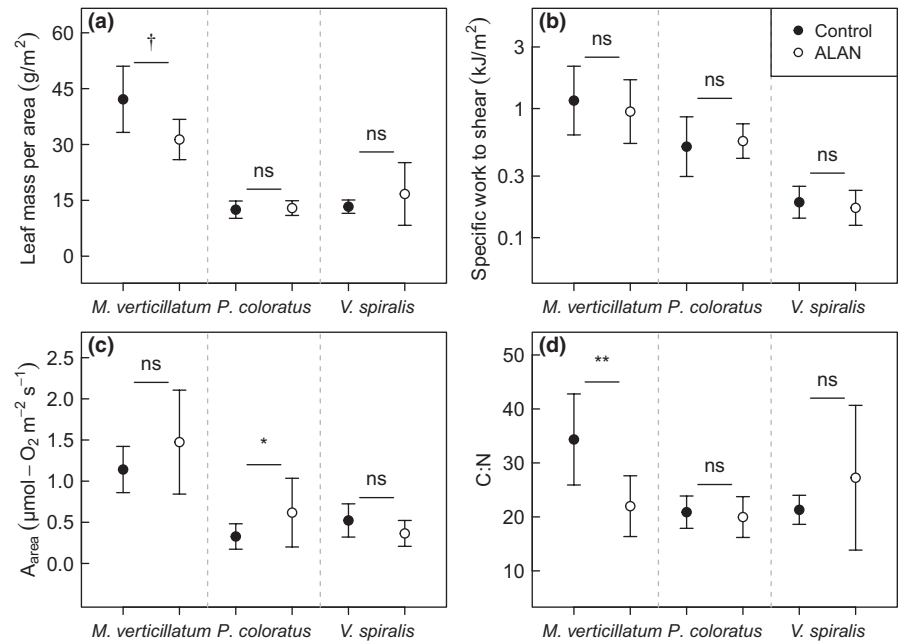 (a)
†
ns
ns
Leaf mass per area (g/m²)
60
45
30
15
0
M. verticillatum P. coloratus V. spiralis
(b)
ns
ns
ns
Control
ALAN
Specific work to shear (kJ/m²)
3
1
0.3
0.1
M. verticillatum P. coloratus V. spiralis
(c)
ns
*
ns
A_area (μmol−O₂ m⁻² s⁻¹)
2.5
2.0
1.5
1.0
0.5
0.0
M. verticillatum P. coloratus V. spiralis
(d)
**
ns
ns
C:N
50
40
30
20
10
M. verticillatum P. coloratus V. spiralis